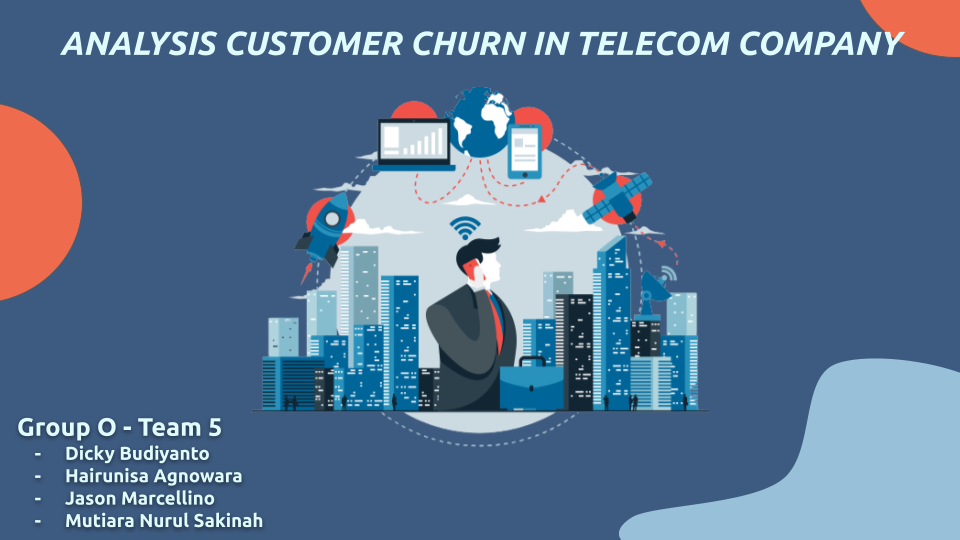 ANALYSIS CUSTOMER CHURN IN TELECOM COMPANY
Group O - Team 5
- Dicky Budiyanto
- Hairunisa Agnowara
- Jason Marcellino
- Mutiara Nurul Sakinah